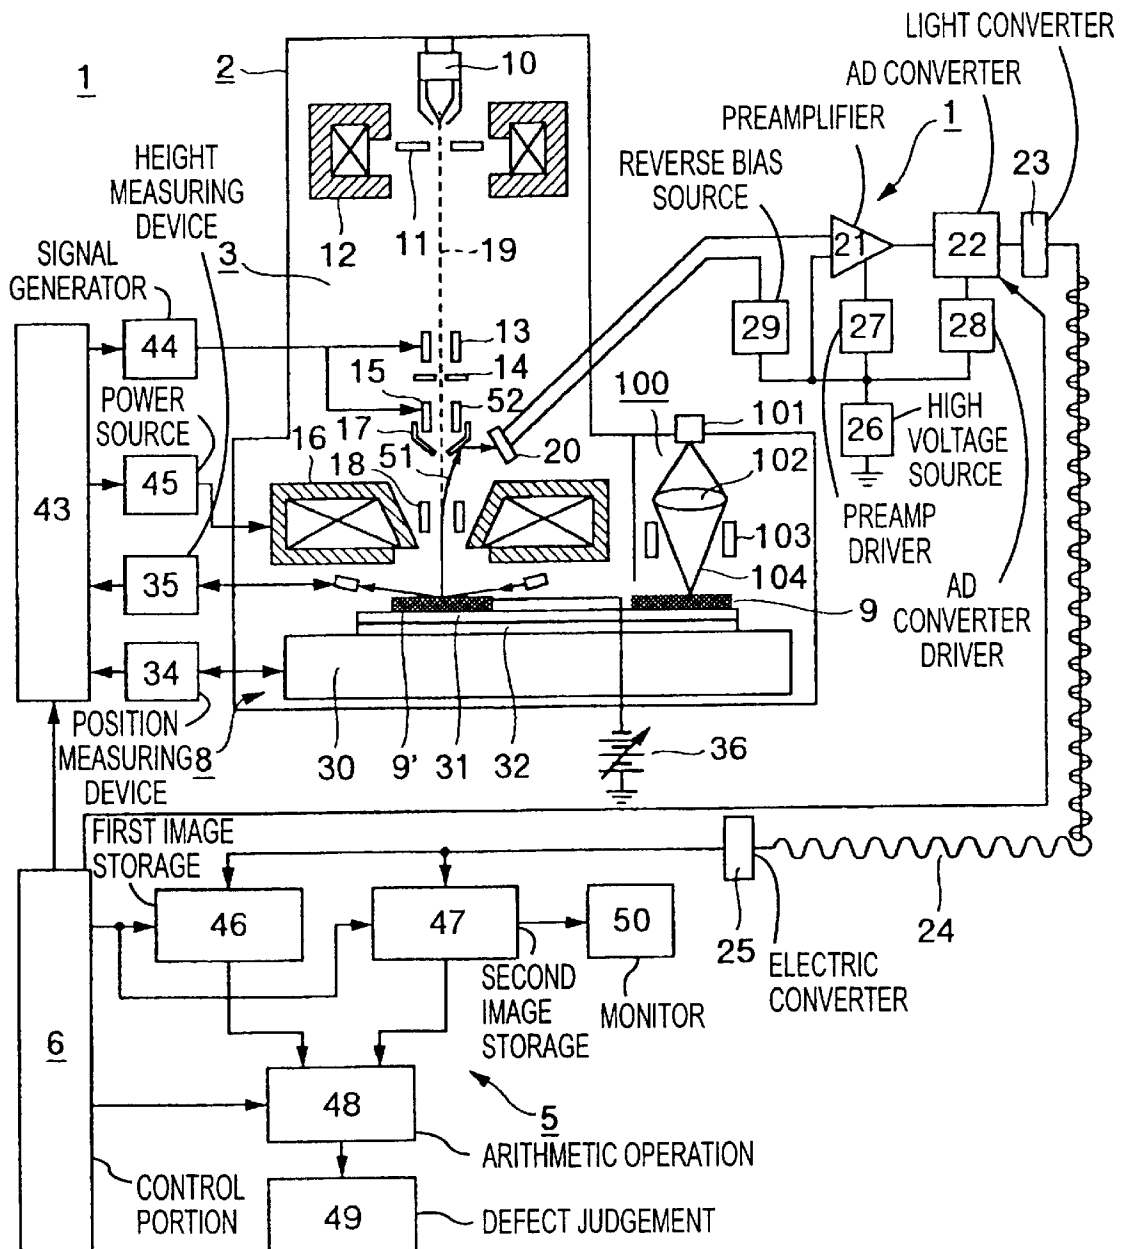 LIGHT CONVERTER
2
10
1
AD CONVERTER
PREAMPLIFIER
1
HEIGHT
MEASURING
DEVICE
REVERSE BIAS
SOURCE
23
12
11
19
3
21
22
SIGNAL
GENERATOR
44
13
29
27
28
14
15
52
POWER
SOURCE
17
100
101
26
HIGH
VOLTAGE
SOURCE
16
51
20
18
102
43
45
103
PREAMP
DRIVER
35
104
9
AD
CONVERTER
DRIVER
34
POSITION
MEASURING
DEVICE
8
30
9'
31
32
36
FIRST IMAGE
STORAGE
46
47
50
25
24
ELECTRIC
CONVERTER
SECOND
IMAGE
STORAGE
MONITOR
6
48
5
ARITHMETIC OPERATION
CONTROL
PORTION
49
DEFECT JUDGEMENT